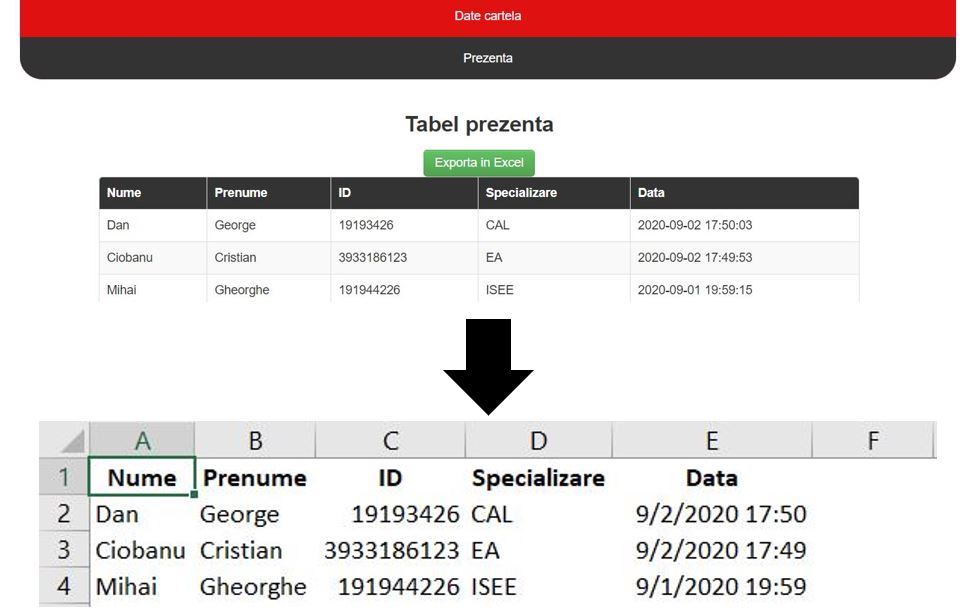 Date cartela
Prezenta
Tabel prezenta
Exporta in Excel
Nume Prenume ID Specializare Data
Dan George 19193426 CAL 2020-09-02 17:50:03
Ciobanu Cristian 3933186123 EA 2020-09-02 17:49:53
Mihai Gheorghe 191944226 ISEE 2020-09-01 19:59:15
A B C D E F
1 Nume Prenume ID Specializare Data
2 Dan George 19193426 CAL 9/2/2020 17:50
3 Ciobanu Cristian 3933186123 EA 9/2/2020 17:49
4 Mihai Gheorghe 191944226 ISEE 9/1/2020 19:59